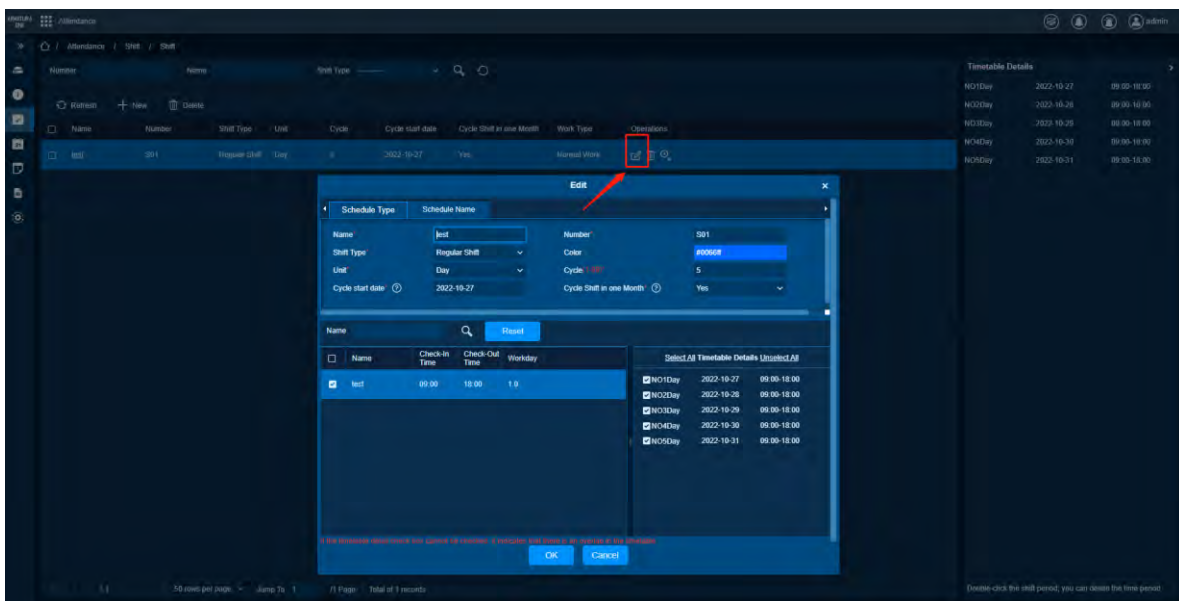 Attendance admin
/ Attendance / Shift / Shift
Number Name Shift Type
Refresh New Delete
Name Number Shift Type Unit Cycle Cycle start date Cycle Shift in one Month Work Type Operations
test S01 Regular Shift Day 2022-10-27 Yes Normal Work
Timetable Details
NO1Day 2022-10-27 09:00-18:00
NO2Day 2022-10-28 09:00-18:00
NO3Day 2022-10-29 09:00-18:00
NO4Day 2022-10-30 09:00-18:00
NO5Day 2022-10-31 09:00-18:00
Edit
Schedule Type Schedule Name
Name test Number S01
Shift Type Regular Shift Color
Unit Day Cycle 5
Cycle start date 2022-10-27 Cycle Shift in one Month Yes
Name Reset
Name Check-In Time Check-Out Time Workday Select All Timetable Details Unselect All
test 09:00 18:00 1.0
NO1Day 2022-10-27 09:00-18:00
NO2Day 2022-10-28 09:00-18:00
NO3Day 2022-10-29 09:00-18:00
NO4Day 2022-10-30 09:00-18:00
NO5Day 2022-10-31 09:00-18:00
OK Cancel
50 rows per page Jump To 1 /1 Page Total of 1 records
Double-click the shift period, you can delete the time period